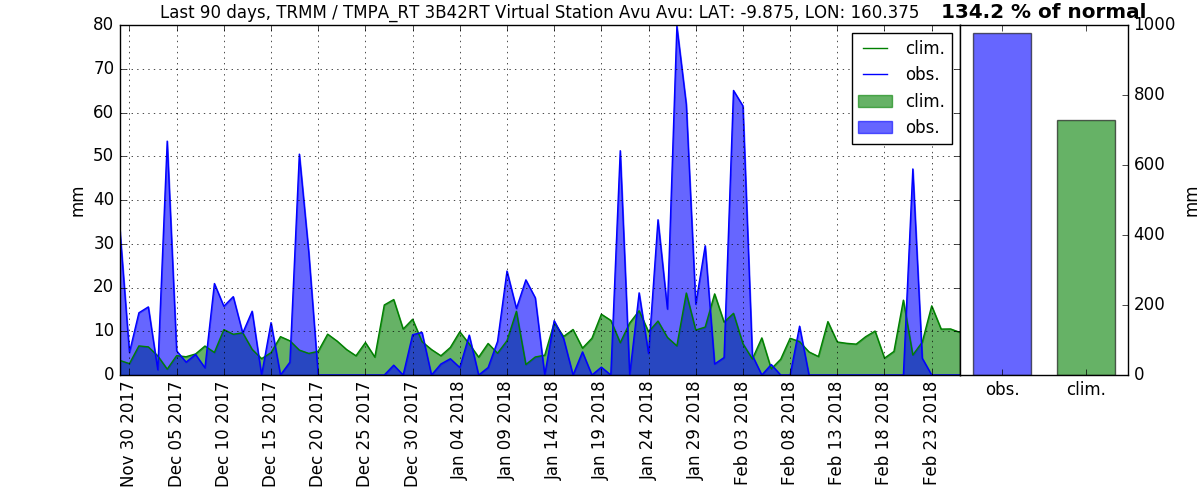 Last 90 days, TRMM / TMPA_RT 3B42RT Virtual Station Avu Avu: LAT: -9.875, LON: 160.375
134.2 % of normal
80
70
60
50
40
30
20
10
0
mm
clim.
obs.
clim.
obs.
1000
800
600
400
200
0
mm
obs.
clim.
Nov 30 2017
Dec 05 2017
Dec 10 2017
Dec 15 2017
Dec 20 2017
Dec 25 2017
Dec 30 2017
Jan 04 2018
Jan 09 2018
Jan 14 2018
Jan 19 2018
Jan 24 2018
Jan 29 2018
Feb 03 2018
Feb 08 2018
Feb 13 2018
Feb 18 2018
Feb 23 2018